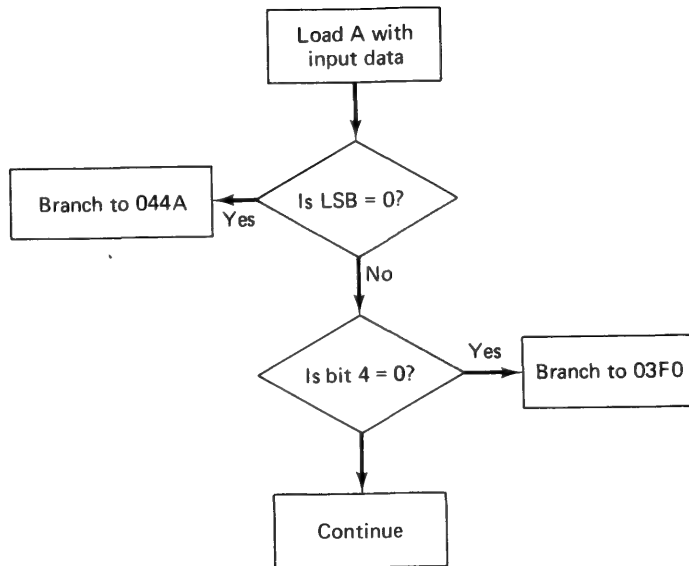 Load A with
input data
Is LSB = 0?
Branch to 044A
Yes
No
Is bit 4 = 0?
Yes
Branch to 03F0
Continue